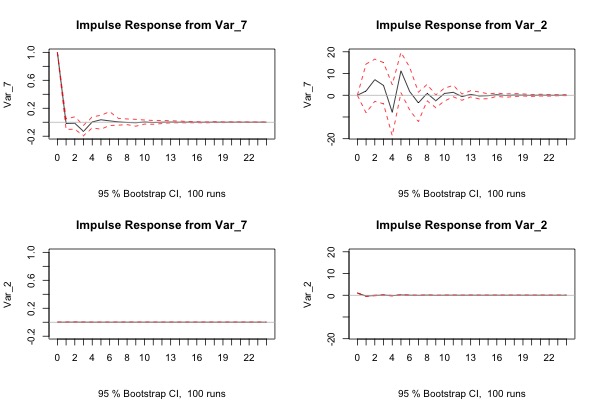 Impulse Response from Var_7
Var_7
1.0
0.6
0.2
-0.2
0 2 4 6 8 10 13 16 19 22
95 % Bootstrap CI,  100 runs
Impulse Response from Var_2
Var_7
20
10
0
-20
0 2 4 6 8 10 13 16 19 22
95 % Bootstrap CI,  100 runs
Impulse Response from Var_7
Var_2
1.0
0.6
0.2
-0.2
0 2 4 6 8 10 13 16 19 22
95 % Bootstrap CI,  100 runs
Impulse Response from Var_2
Var_2
20
10
0
-20
0 2 4 6 8 10 13 16 19 22
95 % Bootstrap CI,  100 runs